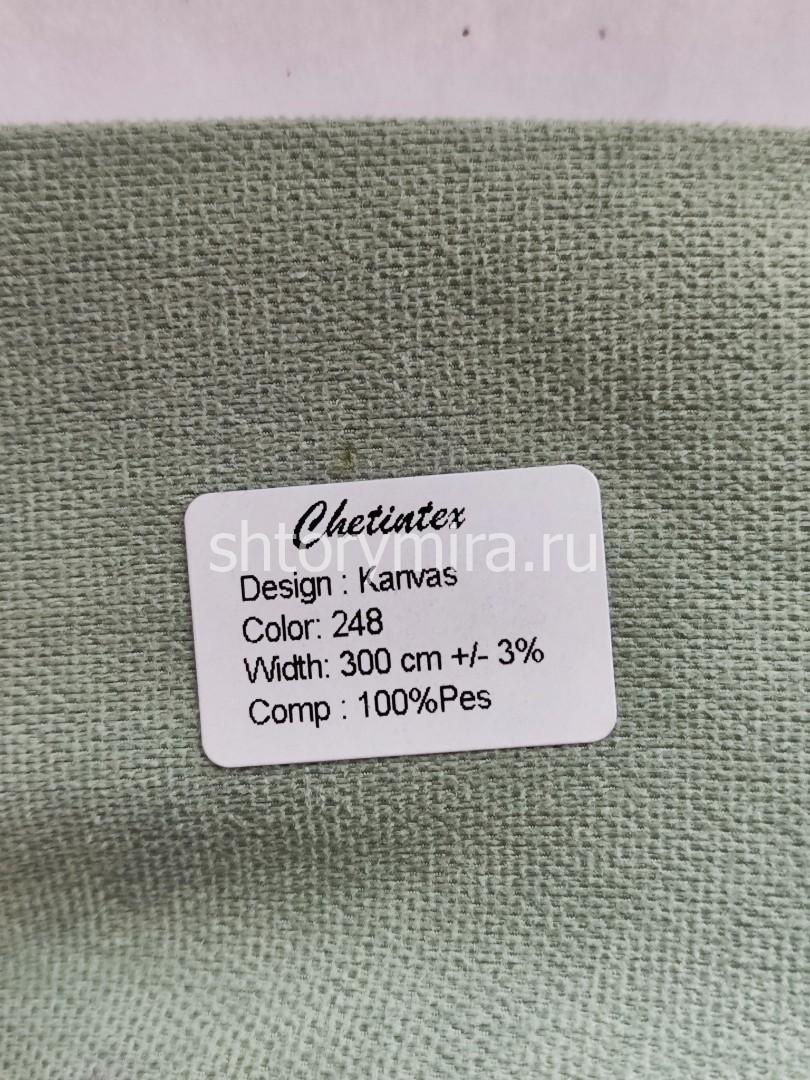 Chetintex
shtorymira.ru
Design : Kanvas
Color: 248
Width: 300 cm +/- 3%
Comp : 100%Pes